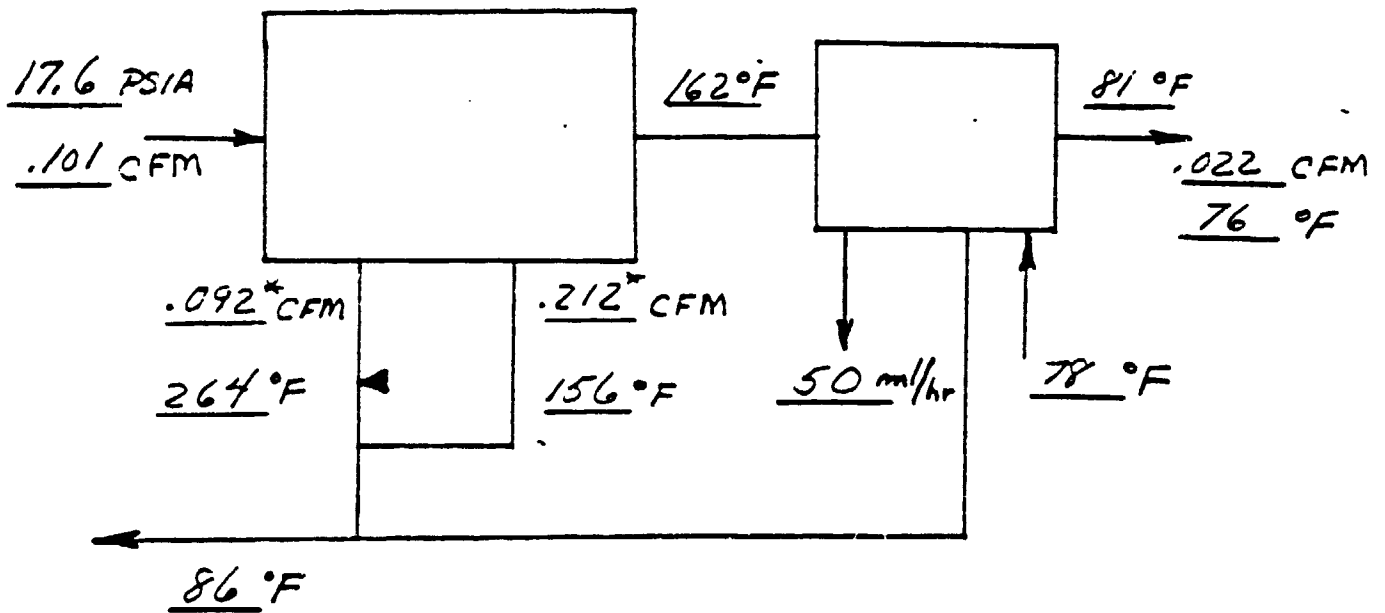 17.6 PSIA
.101 CFM
162°F
81 °F
.022 CFM
76 °F
.092* CFM
.212* CFM
264 °F
156 °F
50 ml/hr
78 °F
86 °F